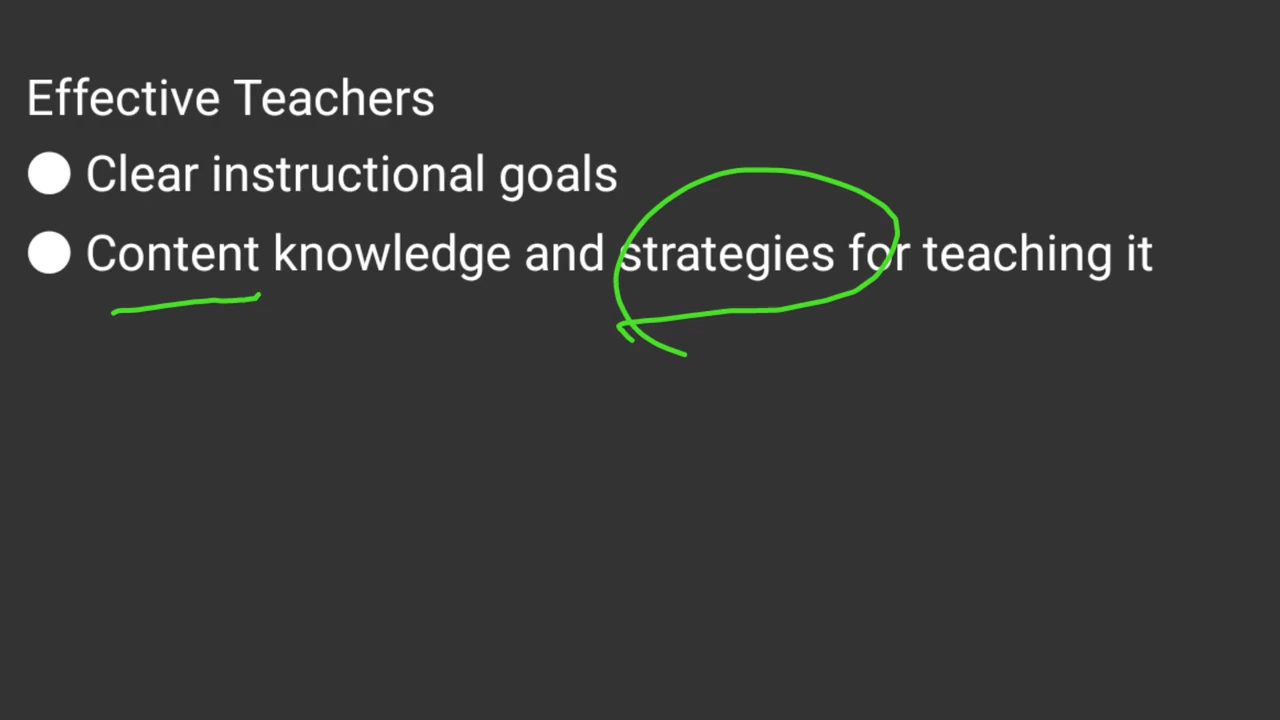 Effective Teachers
● Clear instructional goals
● Content knowledge and strategies for teaching it